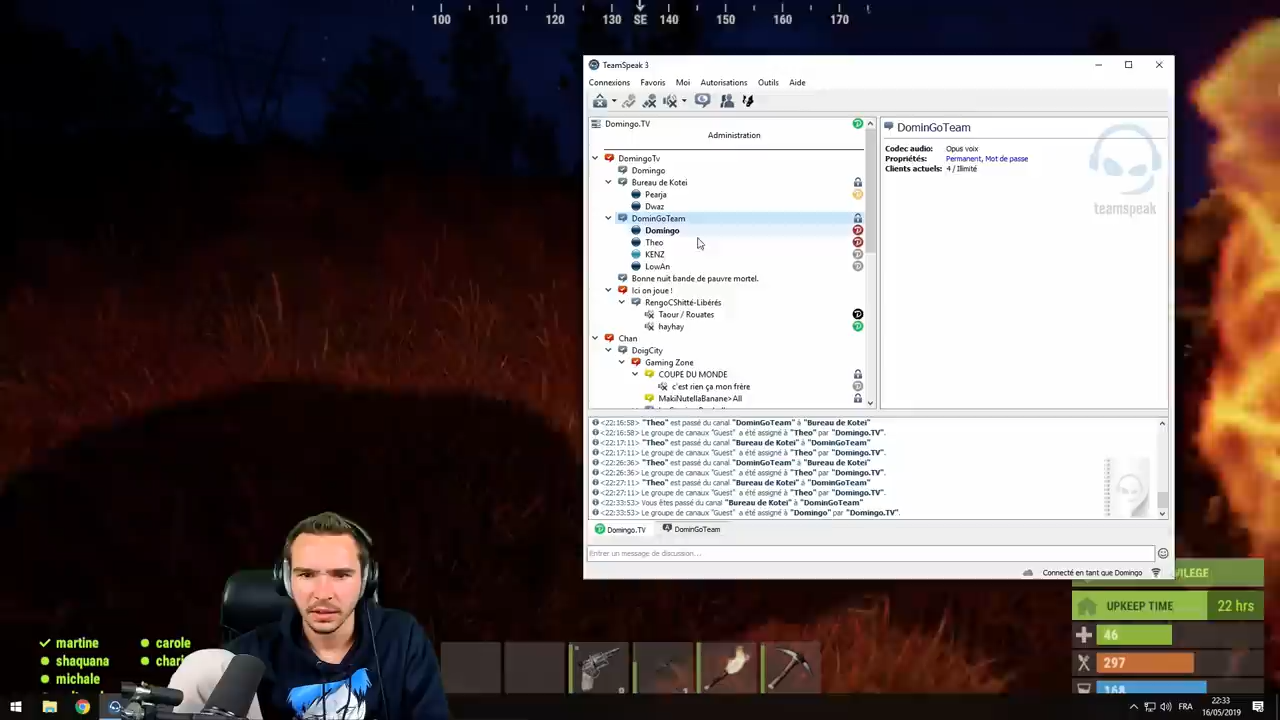 100 110 120 130 SE 140 150 160 170
TeamSpeak 3
Connexions Favoris Moi Autorisations Outils Aide
Domingo.TV
Administration
DomingoTv
Domingo
Bureau de Kotei
Pearja
Dwaz
DominGoTeam
Domingo
Theo
KENZ
LowAn
Bonne nuit bande de pauvre mortel.
Ici on joue !
RengoCShitté-Libérés
Taour / Rouates
hayhay
Chan
DoigCity
Gaming Zone
COUPE DU MONDE
c'est rien ça mon frère
MakiNutellaBanane>All
DominGoTeam
Codec audio: Opus voix
Propriétés: Permanent, Mot de passe
Clients actuels: 4 / Illimité
teamspeak
<22:16:58> "Theo" est passé du canal "DomInGoTeam" à "Bureau de Kotei"
<22:16:58> Le groupe de canaux "Guest" a été assigné à "Theo" par "Domingo.TV".
<22:17:11> "Theo" est passé du canal "Bureau de Kotei" à "DomInGoTeam"
<22:17:11> Le groupe de canaux "Guest" a été assigné à "Theo" par "Domingo.TV".
<22:26:36> "Theo" est passé du canal "DomInGoTeam" à "Bureau de Kotei"
<22:26:36> Le groupe de canaux "Guest" a été assigné à "Theo" par "Domingo.TV".
<22:27:11> "Theo" est passé du canal "Bureau de Kotei" à "DomInGoTeam"
<22:27:11> Le groupe de canaux "Guest" a été assigné à "Theo" par "Domingo.TV".
<22:33:53> Vous êtes passé du canal "Bureau de Kotei" à "DomInGoTeam"
<22:33:53> Le groupe de canaux "Guest" a été assigné à "Domingo" par "Domingo.TV".
Domingo.TV DomInGoTeam
Entrer un message de discussion...
Connecté en tant que Domingo
VILEGE
UPKEEP TIME 22 hrs
46
297
168
martine carole
shaquana
michale
FRA
22:33
16/05/2019